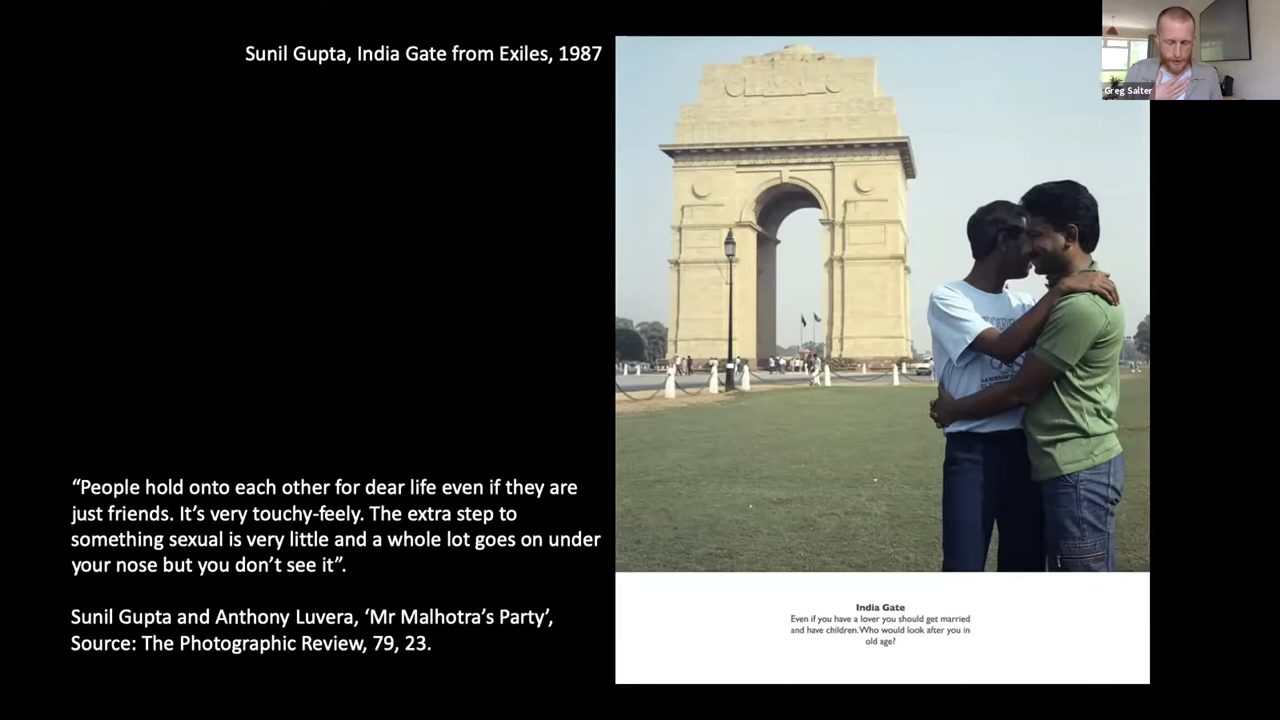 Sunil Gupta, India Gate from Exiles, 1987
Greg Salter
“People hold onto each other for dear life even if they are
just friends. It’s very touchy-feely. The extra step to
something sexual is very little and a whole lot goes on under
your nose but you don’t see it”.
Sunil Gupta and Anthony Luvera, ‘Mr Malhotra’s Party’,
Source: The Photographic Review, 79, 23.
India Gate
Even if you have a lover you should get married
and have children. Who would look after you in
old age?